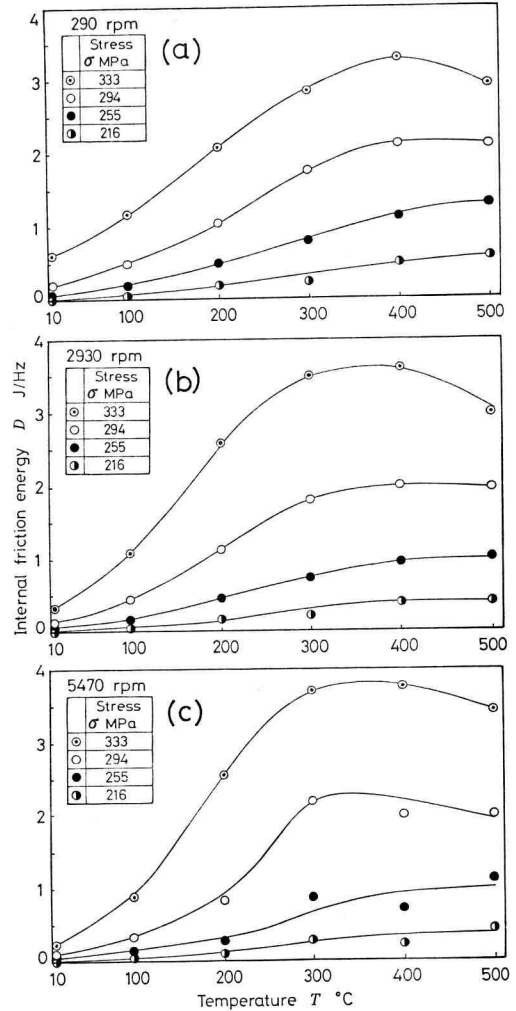 290 rpm
(a)
Stress
σ MPa
333
294
255
216
4
3
2
1
0
10 100 200 300 400 500
2930 rpm
(b)
Stress
σ MPa
333
294
255
216
4
3
2
1
0
10 100 200 300 400 500
Internal friction energy D J/Hz
5470 rpm
(c)
Stress
σ MPa
333
294
255
216
4
3
2
1
0
10 100 200 300 400 500
Temperature T °C